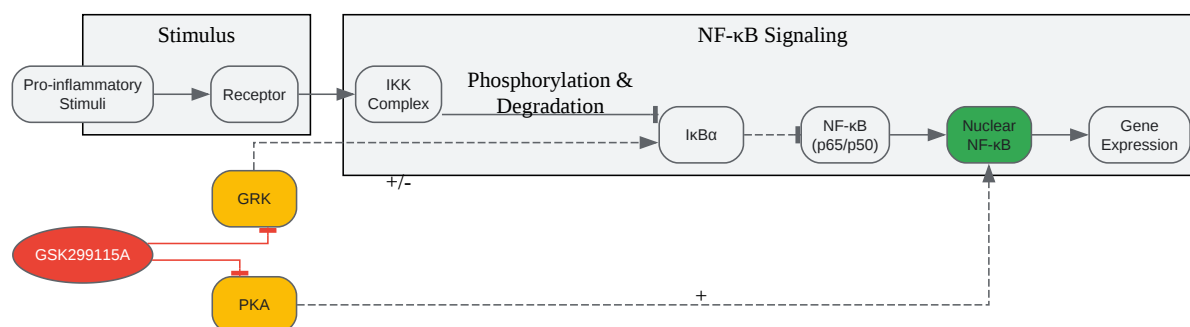 Stimulus
NF-κB Signaling
Pro-inflammatory
Stimuli
Receptor
IKK
Complex
Phosphorylation &
Degradation
IκBα
NF-κB
(p65/p50)
Nuclear
NF-κB
Gene
Expression
+/-
GRK
GSK299115A
PKA
+